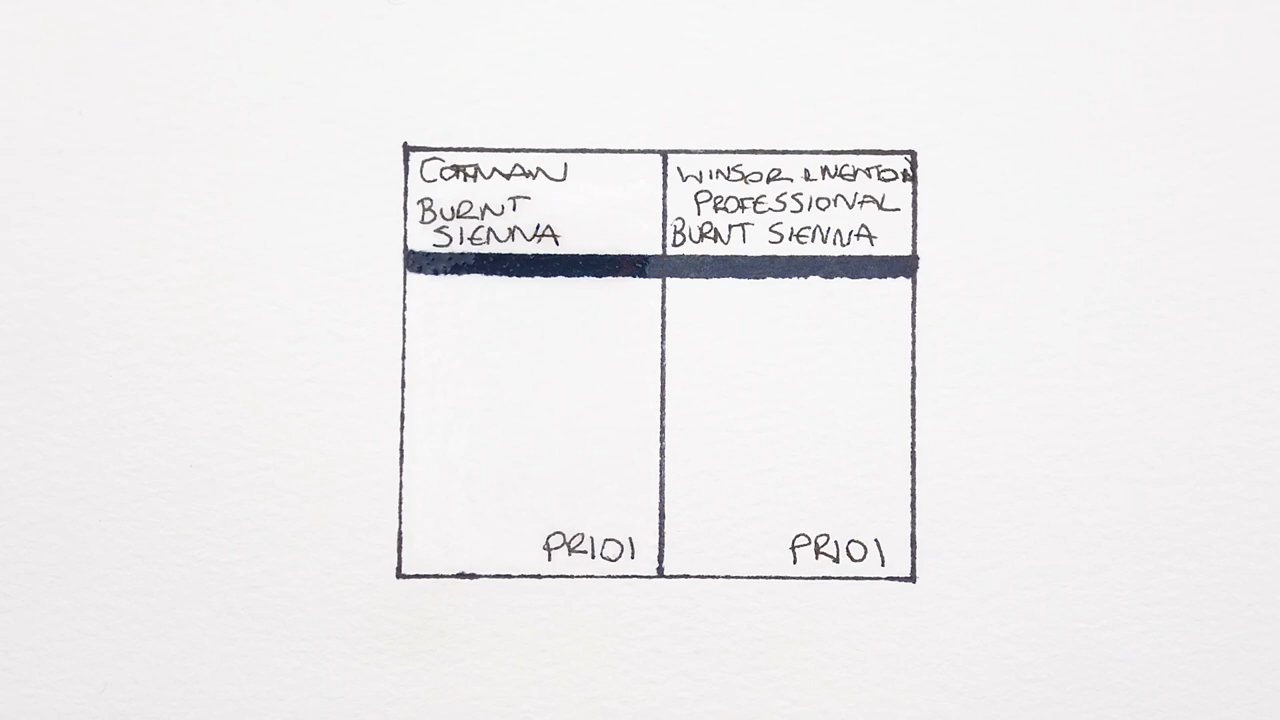 COTMAN
BURNT
SIENNA
WINSOR & NEWTON
PROFESSIONAL
BURNT SIENNA
PR101
PR101